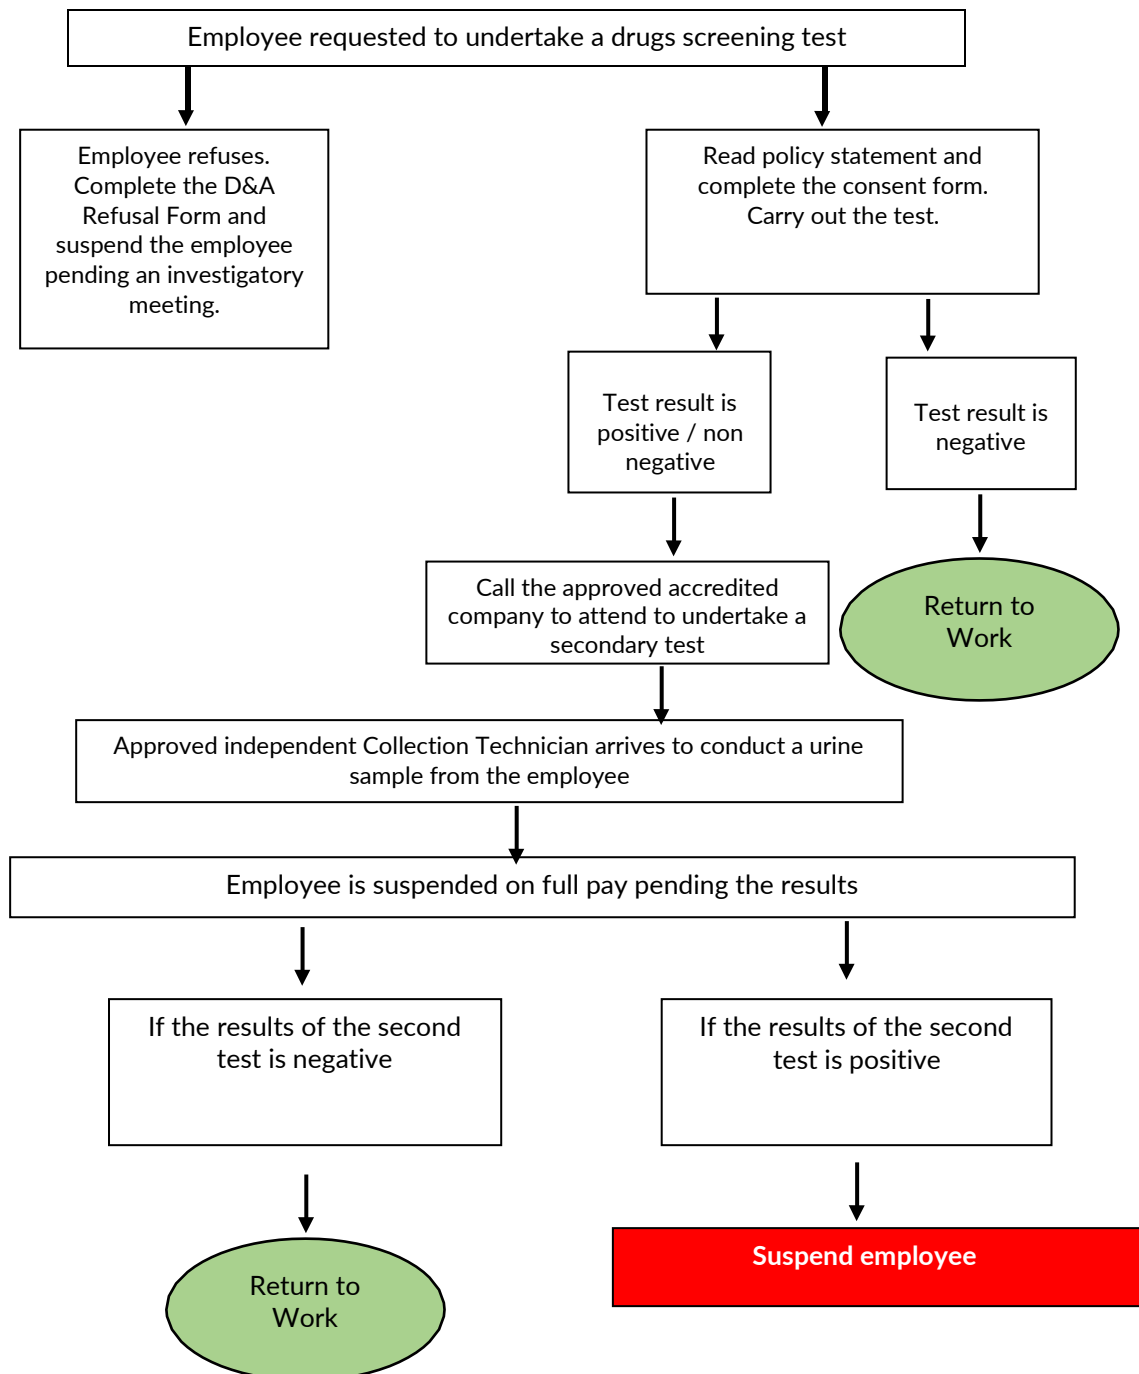 Employee requested to undertake a drugs screening test
Employee refuses.
Complete the D&A
Refusal Form and
suspend the employee
pending an investigatory
meeting.
Read policy statement and
complete the consent form.
Carry out the test.
Test result is
positive / non
negative
Test result is
negative
Call the approved accredited
company to attend to undertake a
secondary test
Return to
Work
Approved independent Collection Technician arrives to conduct a urine
sample from the employee
Employee is suspended on full pay pending the results
If the results of the second
test is negative
If the results of the second
test is positive
Return to
Work
Suspend employee